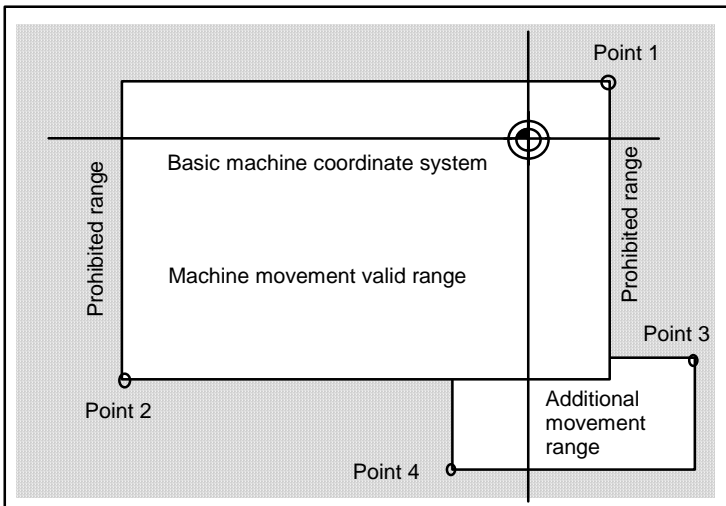 Point 1
Basic machine coordinate system
Prohibited range
Prohibited range
Machine movement valid range
Point 3
Point 2
Additional
movement
range
Point 4